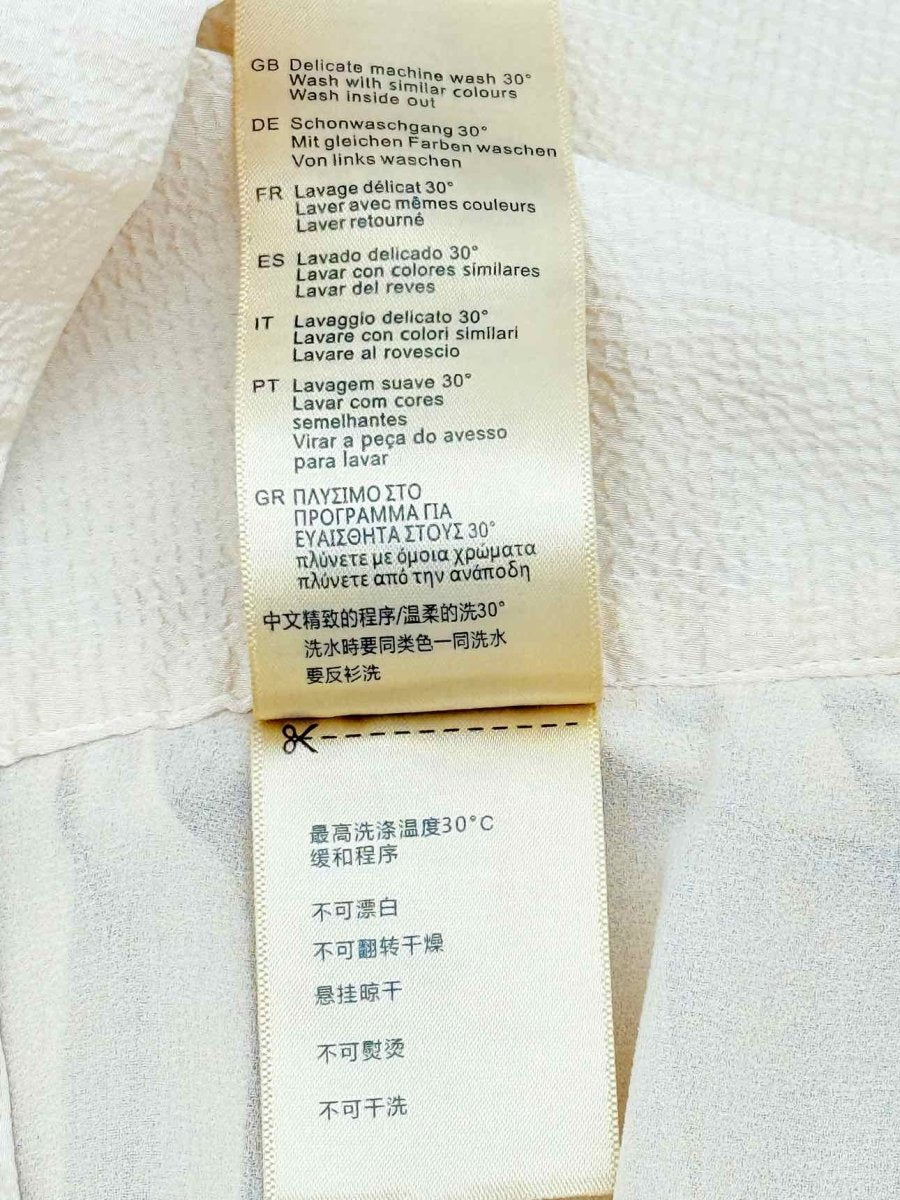 GB Delicate machine wash 30°
Wash with similar colours
Wash inside out
DE Schonwaschgang 30°
Mit gleichen Farben waschen
Von links waschen
FR Lavage délicat 30°
Laver avec mêmes couleurs
Laver retourné
ES Lavado delicado 30°
Lavar con colores similares
Lavar del reves
IT Lavaggio delicato 30°
Lavare con colori similari
Lavare al rovescio
PT Lavagem suave 30°
Lavar com cores
semelhantes
Virar a peça do avesso
para lavar
GR ΠΛΥΣΙΜΟ ΣΤΟ
ΠΡΟΓΡΑΜΜΑ ΓΙΑ
ΕΥΑΙΣΘΗΤΑ ΣΤΟΥΣ 30°
πλύνετε με όμοια χρώματα
πλύνετε από την ανάποδη
中文精致的程序/温柔的洗30°
洗水時要同类色一同洗水
要反衫洗
最高洗涤温度30°C
缓和程序
不可漂白
不可翻转干燥
悬挂晾干
不可熨烫
不可干洗